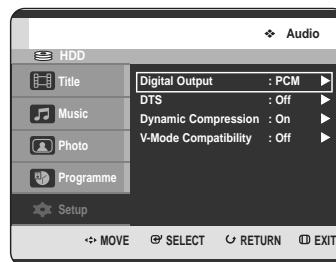 ❖ Audio
HDD
Title
Music
Photo
Programme
Setup
Digital Output : PCM ▶
DTS : Off ▶
Dynamic Compression : On ▶
V-Mode Compatibility : Off ▶
MOVE SELECT RETURN EXIT